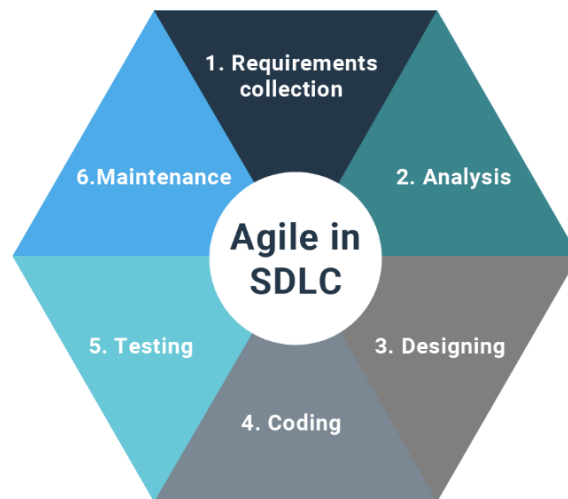 1. Requirements
collection
2. Analysis
3. Designing
4. Coding
5. Testing
6.Maintenance
Agile in
SDLC